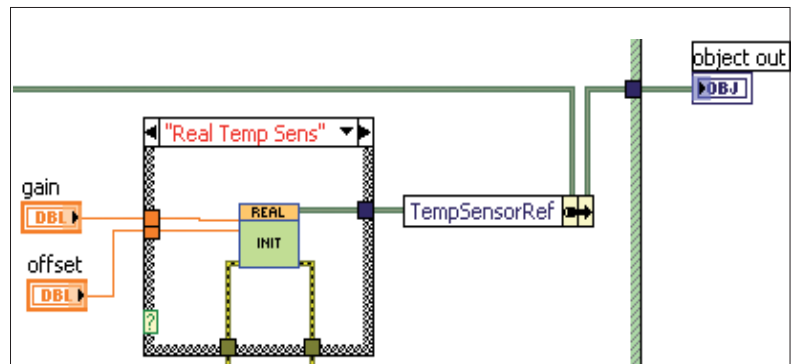 object out
OBJ
"Real Temp Sens"
gain
DBL
REAL
INIT
TempSensorRef
offset
DBL
?